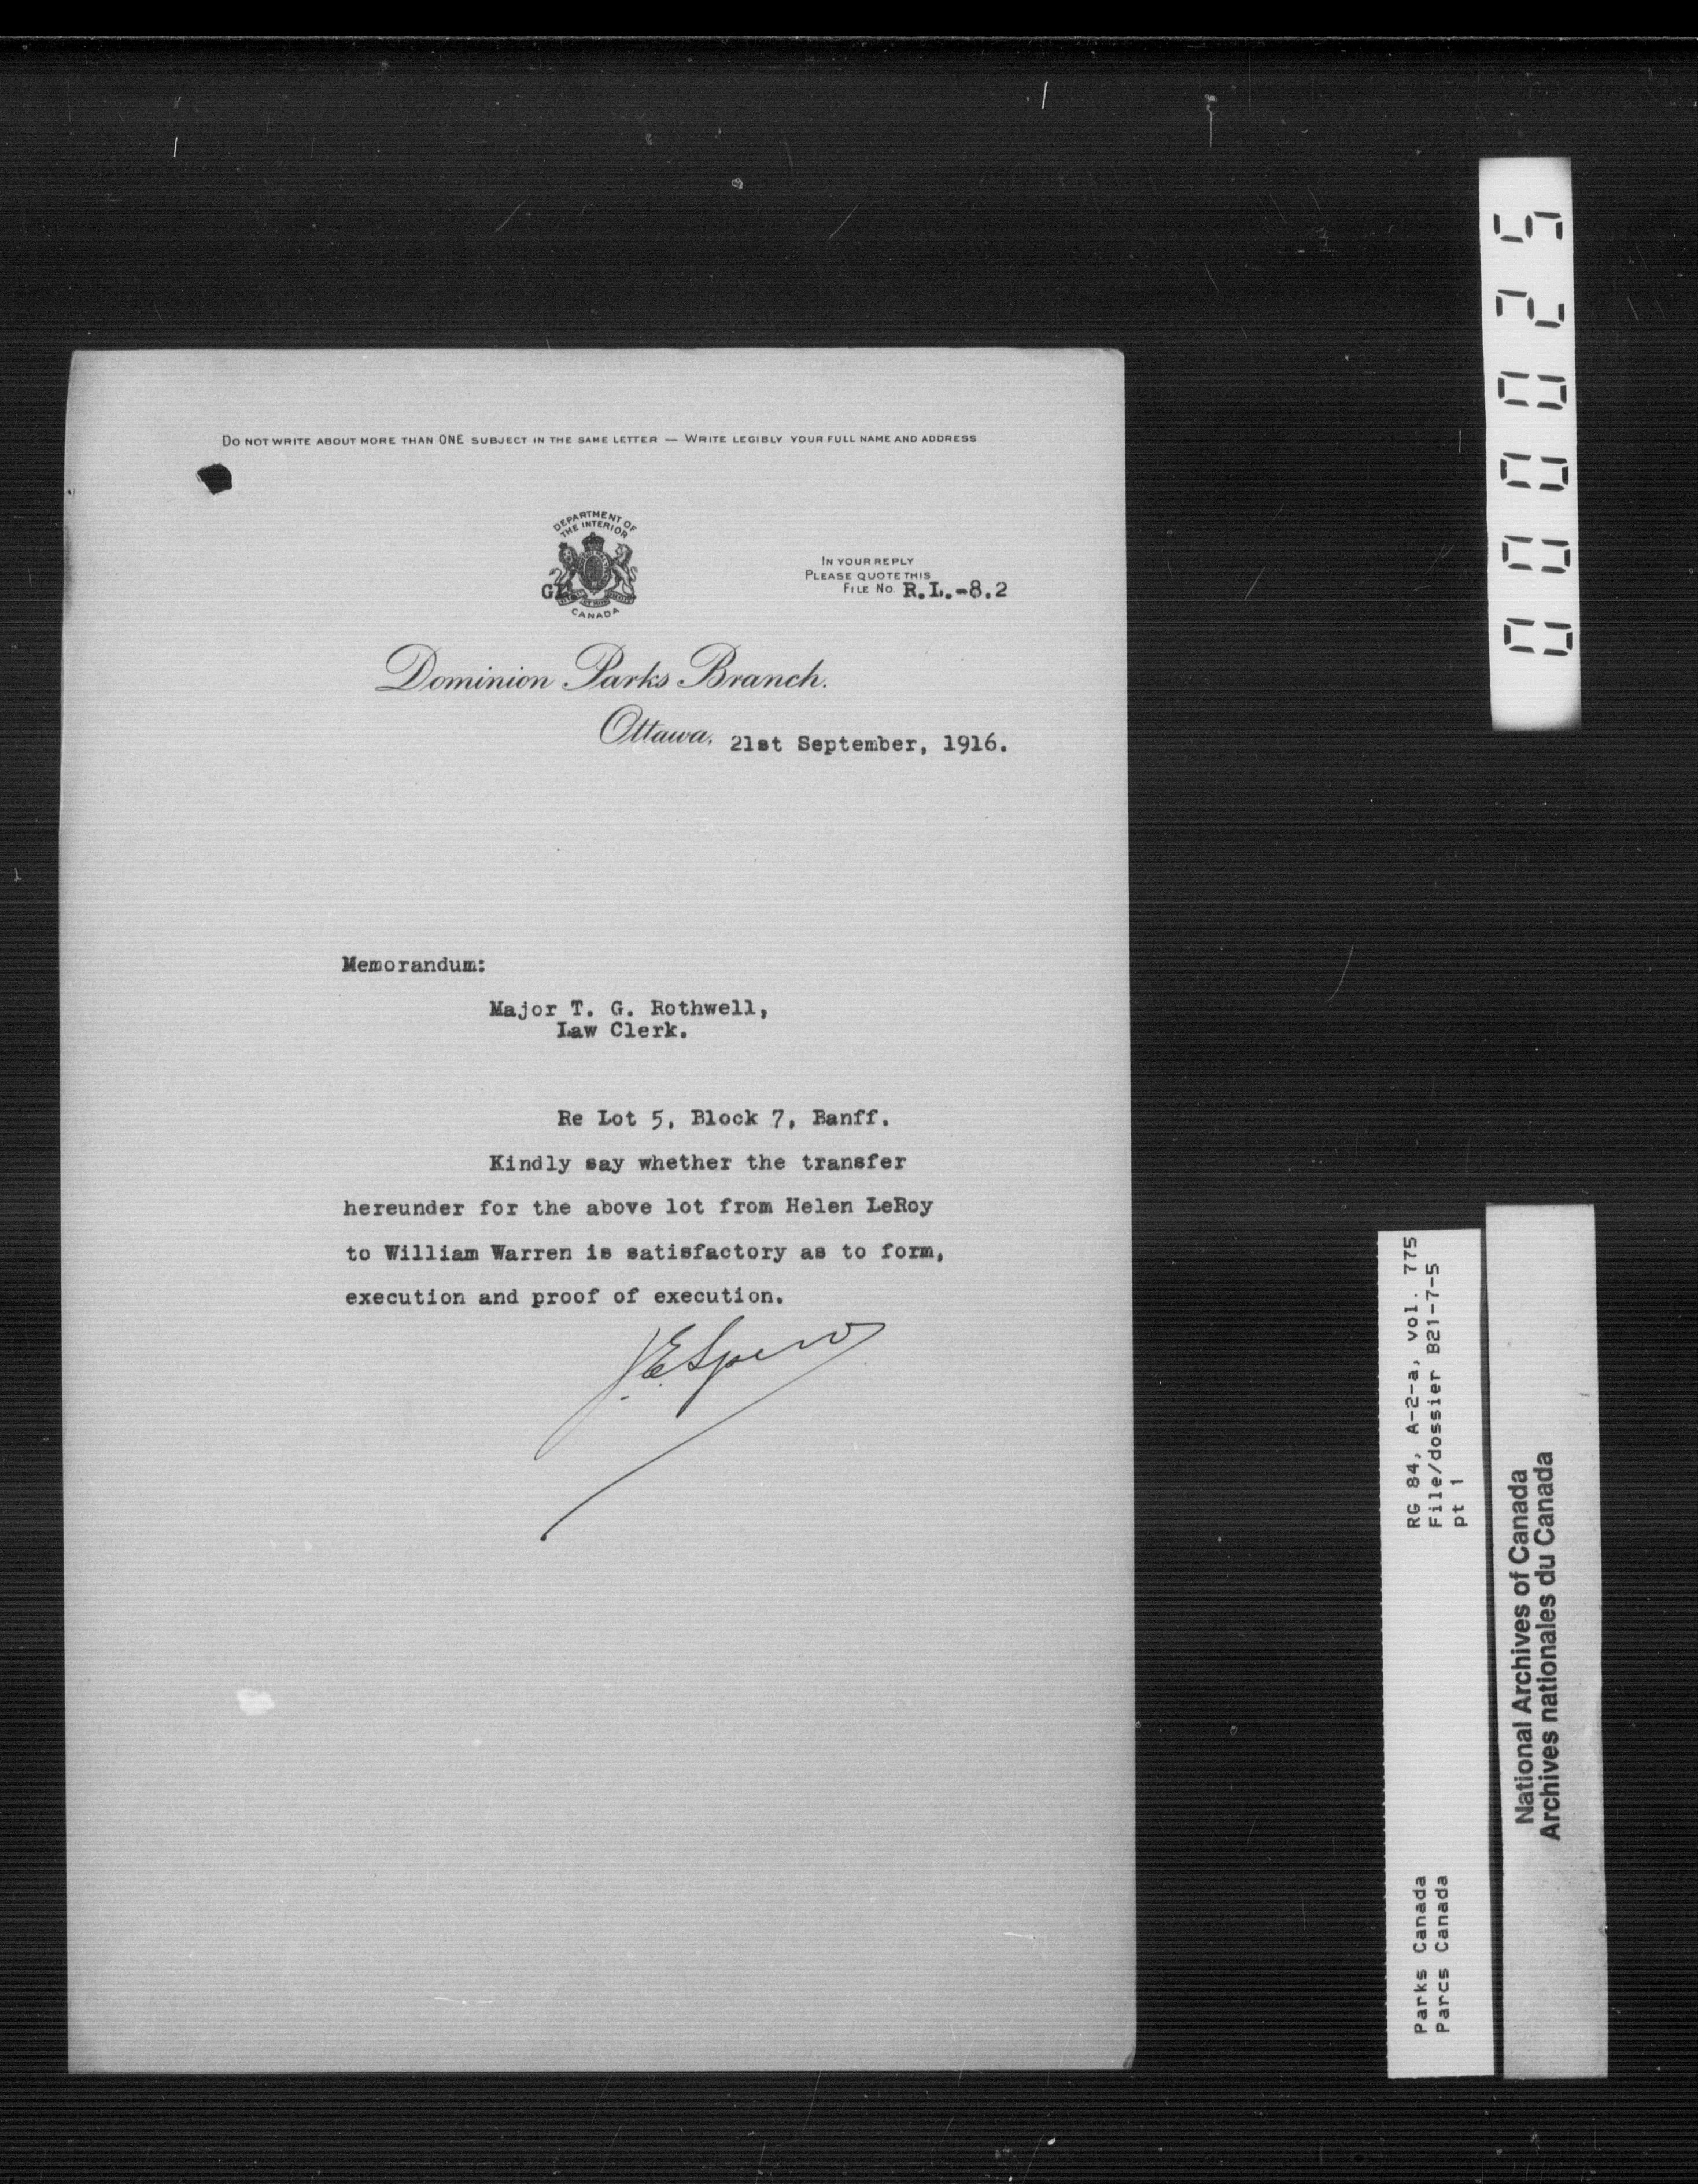 DO NOT WRITE ABOUT MORE THAN ONE SUBJECT IN THE SAME LETTER — WRITE LEGIBLY YOUR FULL NAME AND ADDRESS
DEPARTMENT OF
THE INTERIOR
CANADA
IN YOUR REPLY
PLEASE QUOTE THIS
FILE NO. R.L.-8.2
Dominion Parks Branch.
Ottawa, 21st September, 1916.
Memorandum:
Major T. G. Rothwell,
Law Clerk.
Re Lot 5, Block 7, Banff.
Kindly say whether the transfer
hereunder for the above lot from Helen LeRoy
to William Warren is satisfactory as to form,
execution and proof of execution.
J.E. Spero
000025
RG 84, A-2-a, vol. 775
File/dossier B21-7-5
pt 1
Parks Canada
Parcs Canada
National Archives of Canada
Archives nationales du Canada